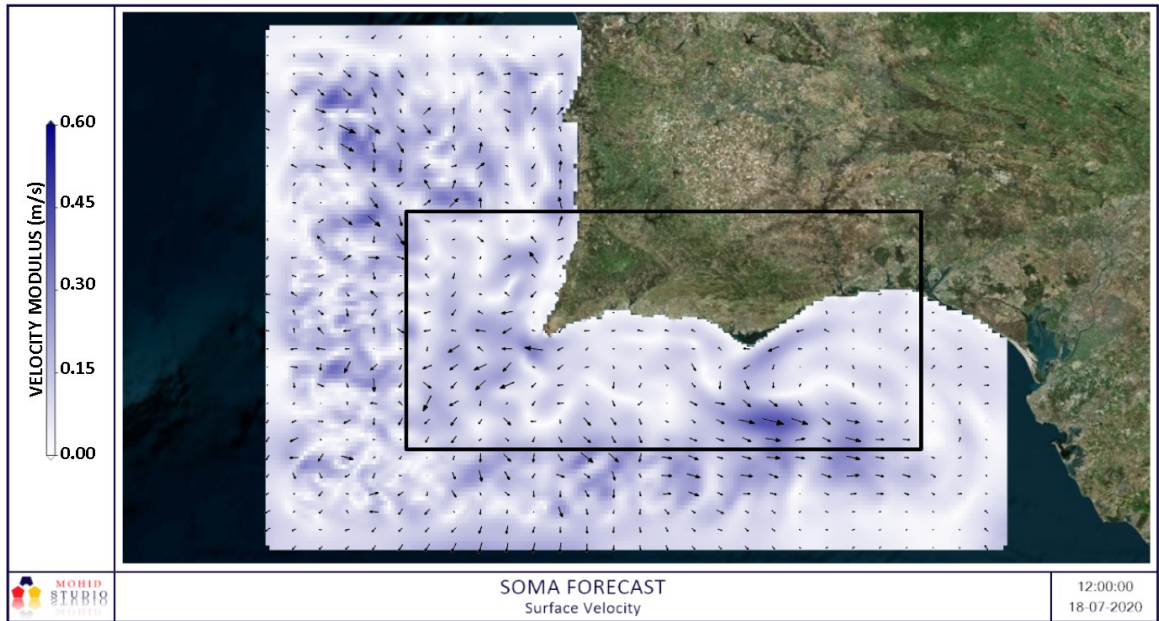 VELOCITY MODULUS (m/s)
0.60
0.45
0.30
0.15
0.00
MOHID
STUDIO
SOMA FORECAST
Surface Velocity
12:00:00
18-07-2020